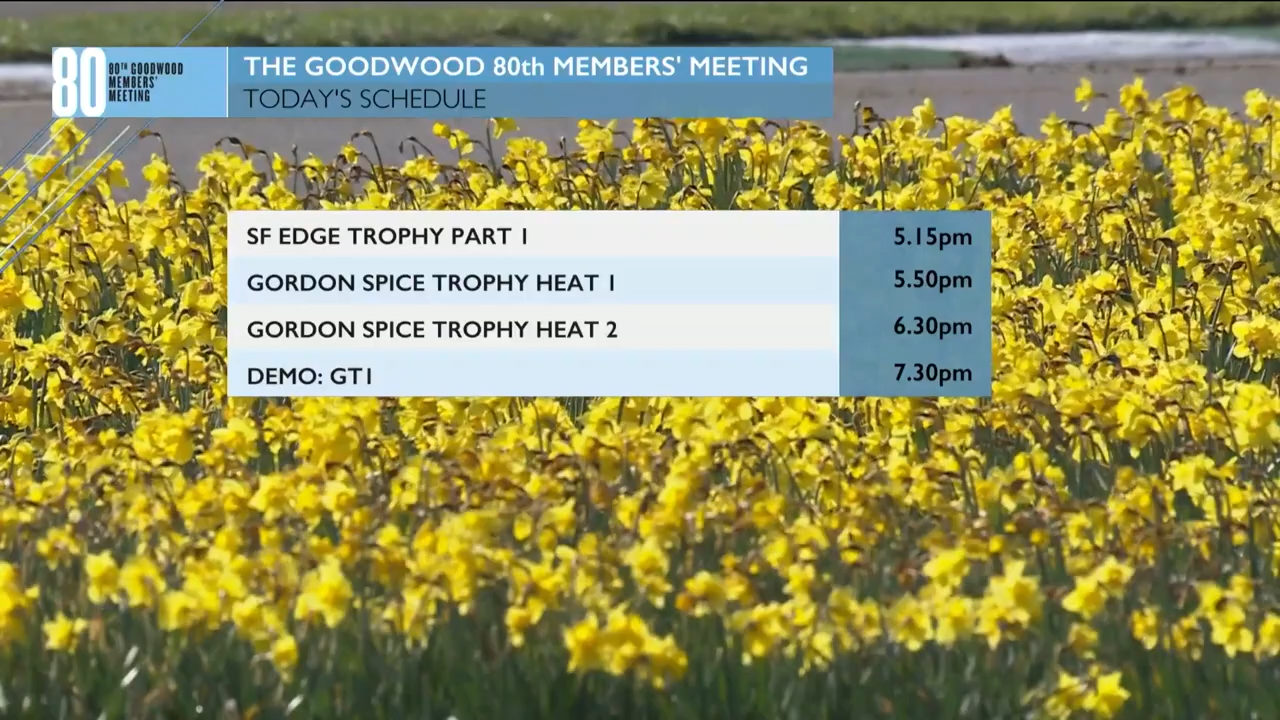 80
80TH GOODWOOD
MEMBERS'
MEETING
THE GOODWOOD 80th MEMBERS' MEETING
TODAY'S SCHEDULE
SF EDGE TROPHY PART 1 5.15pm
GORDON SPICE TROPHY HEAT 1 5.50pm
GORDON SPICE TROPHY HEAT 2 6.30pm
DEMO: GT1 7.30pm